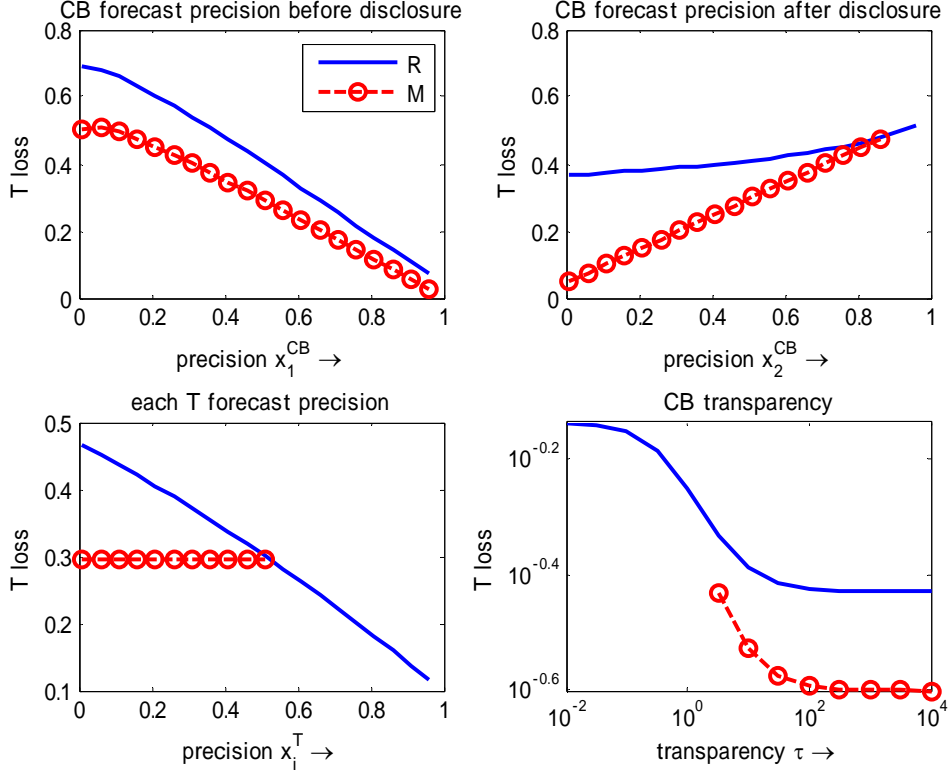 CB forecast precision before disclosure
0.8
0.6
0.4
0.2
0
T loss
R
M
0 0.2 0.4 0.6 0.8 1
precision x_1^CB →
CB forecast precision after disclosure
0.8
0.6
0.4
0.2
0
T loss
0 0.2 0.4 0.6 0.8 1
precision x_2^CB →
each T forecast precision
0.5
0.4
0.3
0.2
0.1
T loss
0 0.2 0.4 0.6 0.8 1
precision x_i^T →
CB transparency
10^-0.2
10^-0.4
10^-0.6
T loss
10^-2 10^0 10^2 10^4
transparency τ →